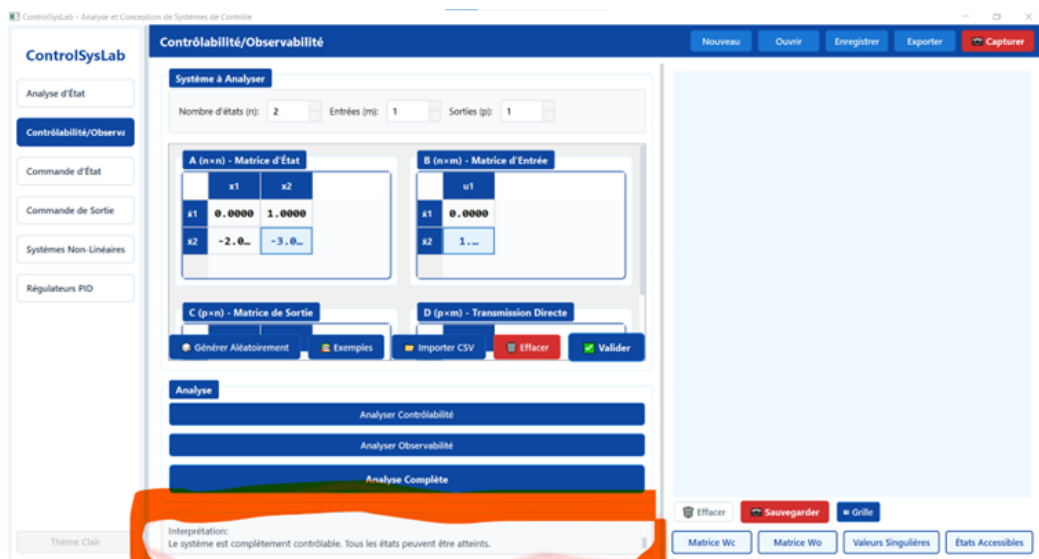 ControlSysLab - Analyse et Conception de Systèmes de Contrôle
ControlSysLab
Analyse d'État
Contrôlabilité/Observa
Commande d'État
Commande de Sortie
Systèmes Non-Linéaires
Régulateurs PID
Thème Clair
Contrôlabilité/Observabilité
Nouveau Ouvrir Enregistrer Exporter Capturer
Système à Analyser
Nombre d'états (n): 2 Entrées (m): 1 Sorties (p): 1
A (n×n) - Matrice d'État
x1 x2
ẋ1 0.0000 1.0000
ẋ2 -2.0… -3.0…
B (n×m) - Matrice d'Entrée
u1
ẋ1 0.0000
ẋ2 1.…
C (p×n) - Matrice de Sortie
D (p×m) - Transmission Directe
Générer Aléatoirement Exemples Importer CSV Effacer Valider
Analyse
Analyser Contrôlabilité
Analyser Observabilité
Analyse Complète
Interprétation:
Le système est complètement contrôlable. Tous les états peuvent être atteints.
Effacer Sauvegarder Grille
Matrice Wc Matrice Wo Valeurs Singulières États Accessibles